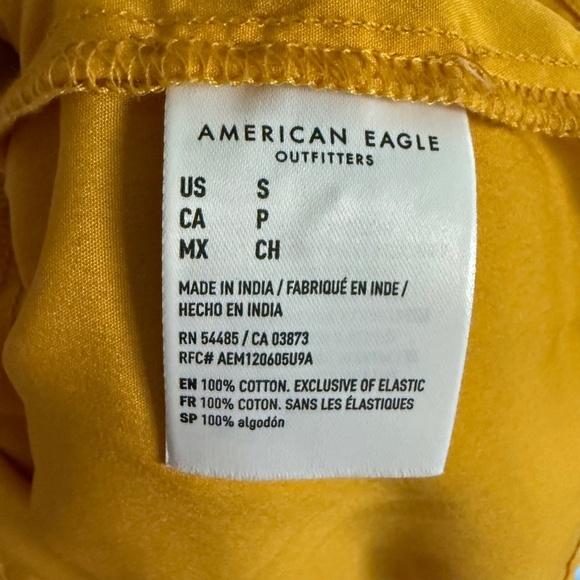 AMERICAN EAGLE
OUTFITTERS
US S
CA P
MX CH
MADE IN INDIA / FABRIQUÉ EN INDE /
HECHO EN INDIA
RN 54485 / CA 03873
RFC# AEM120605U9A
EN 100% COTTON. EXCLUSIVE OF ELASTIC
FR 100% COTON. SANS LES ÉLASTIQUES
SP 100% algodón